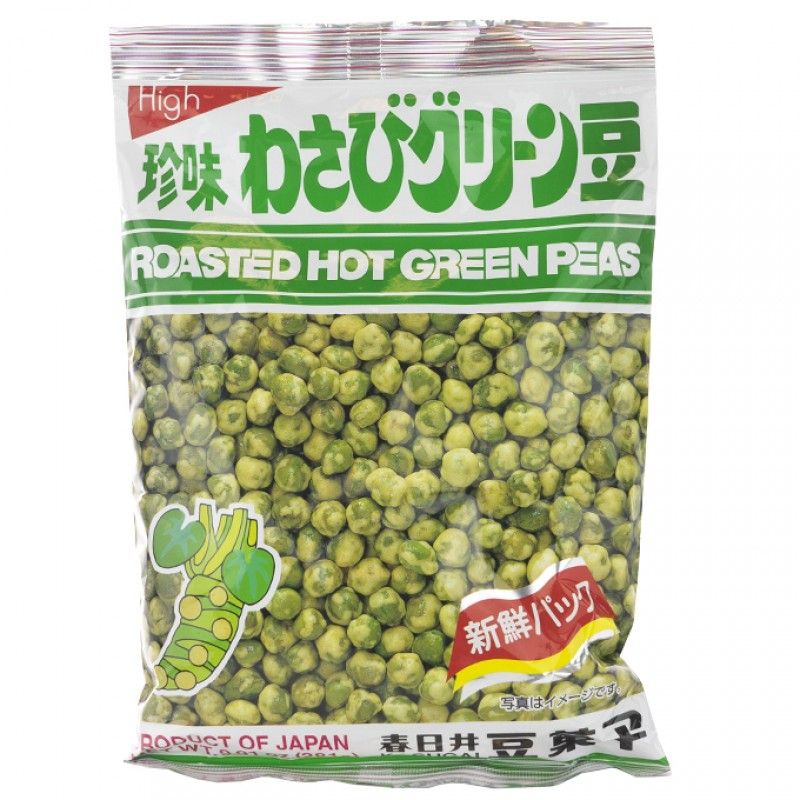 High
珍味 わさびグリーン豆
ROASTED HOT GREEN PEAS
新鮮パック
写真はイメージです。
PRODUCT OF JAPAN 春日井 豆菓子